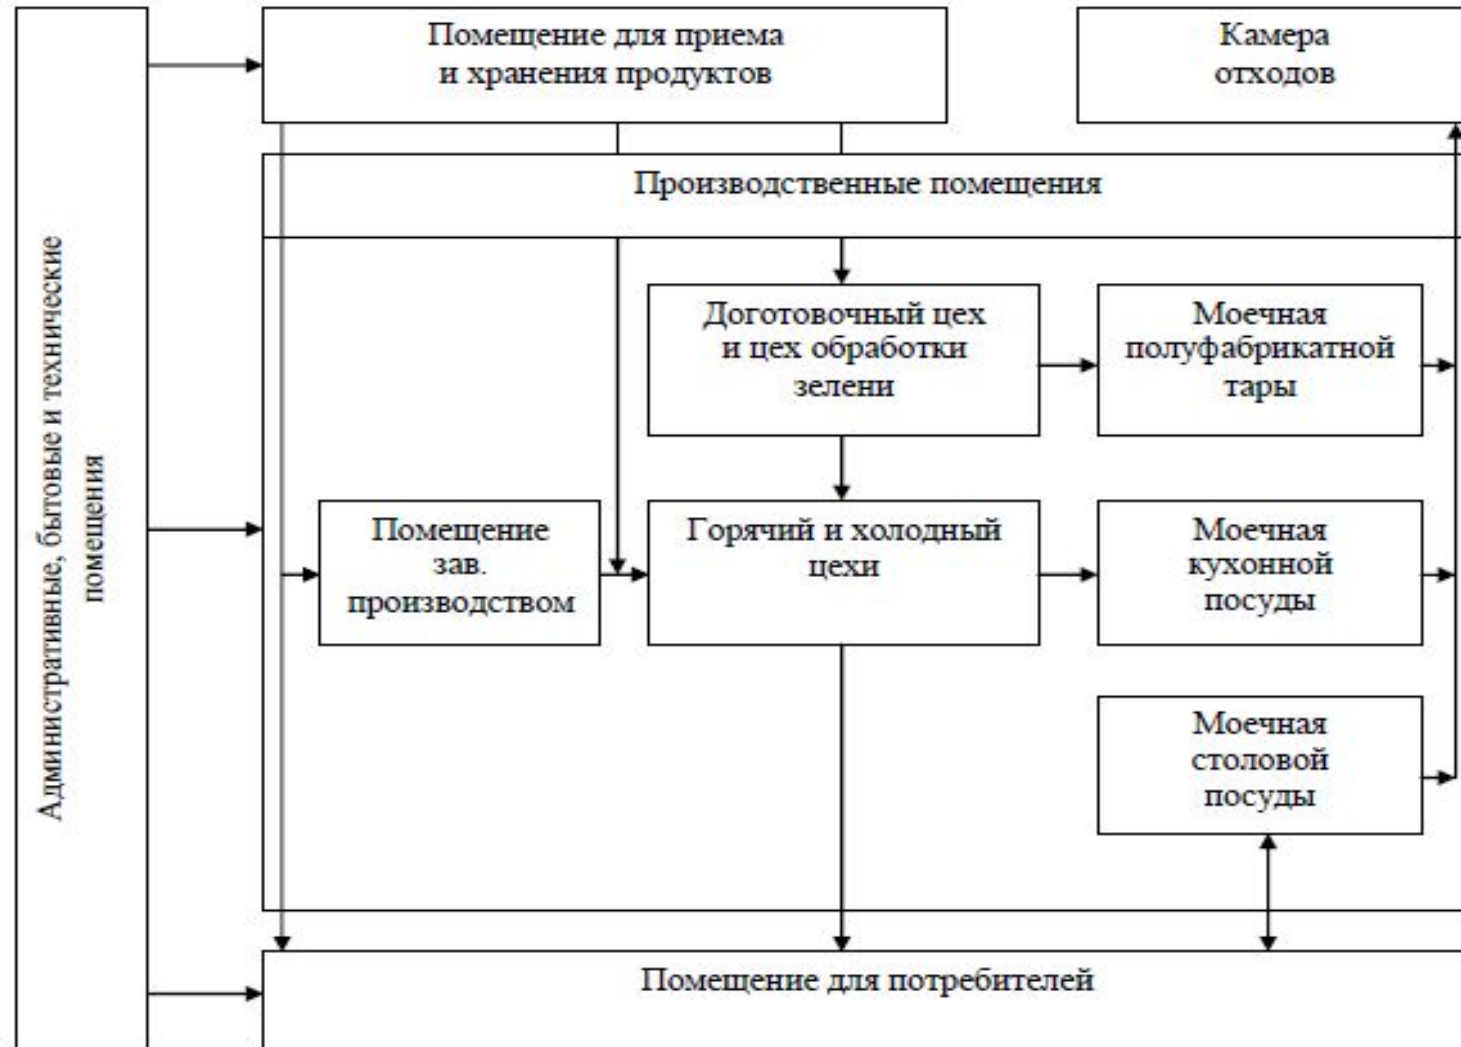 Помещение для приема
и хранения продуктов
Камера
отходов
Производственные помещения
Административные, бытовые и технические
помещения
Доготовочный цех
и цех обработки
зелени
Моечная
полуфабрикатной
тары
Помещение
зав.
производством
Горячий и холодный
цехи
Моечная
кухонной
посуды
Моечная
столовой
посуды
Помещение для потребителей